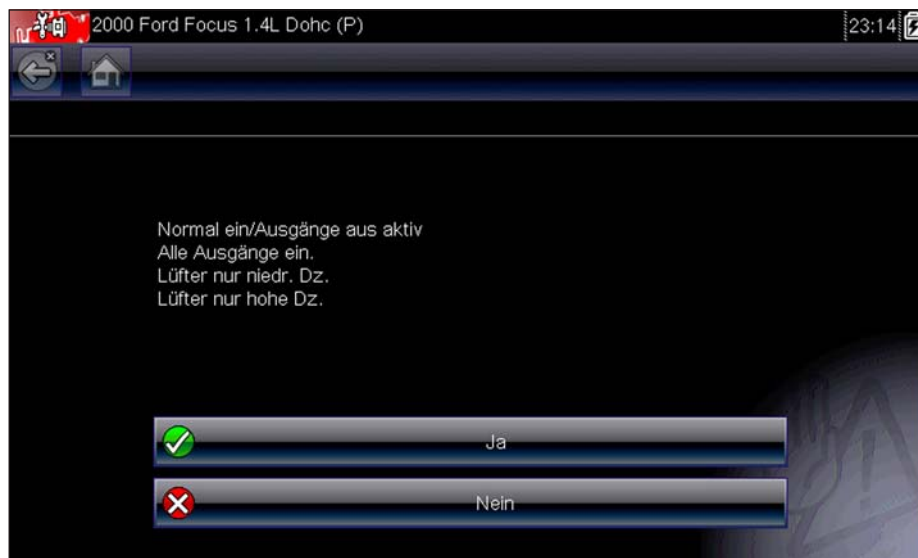 2000 Ford Focus 1.4L Dohc (P)
23:14
Normal ein/Ausgänge aus aktiv
Alle Ausgänge ein.
Lüfter nur niedr. Dz.
Lüfter nur hohe Dz.
Ja
Nein